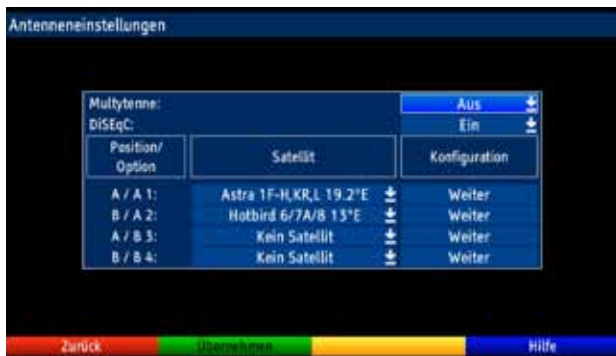 Antenneneinstellungen
Multytenne: Aus
DiSEqC: Ein
Position/
Option
Satellit
Konfiguration
A / A 1: Astra 1F-H,KR,L 19.2°E Weiter
B / A 2: Hotbird 6/7A/8 13°E Weiter
A / B 3: Kein Satellit Weiter
B / B 4: Kein Satellit Weiter
Zurück Übernehmen Hilfe